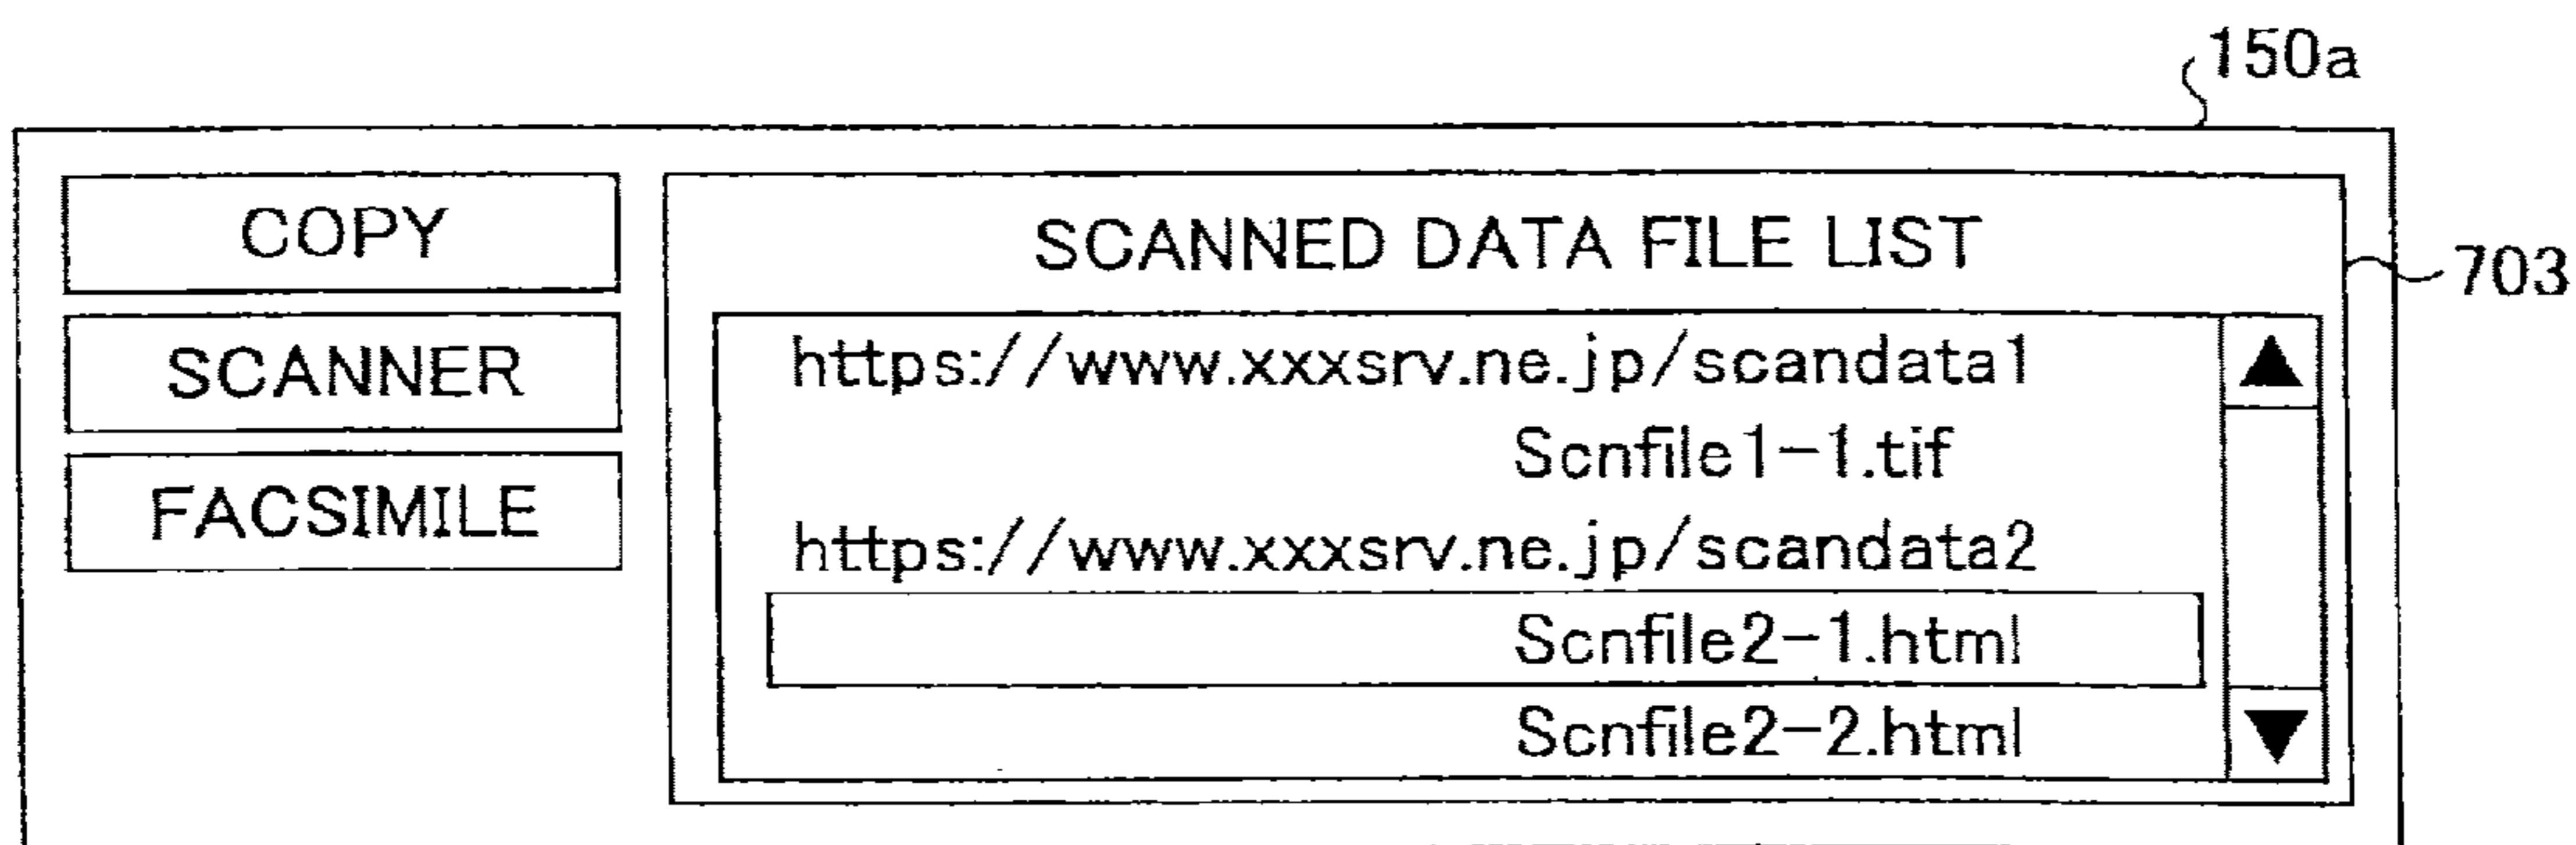 150a
COPY
SCANNER
FACSIMILE
SCANNED DATA FILE LIST
703
https://www.xxxsrv.ne.jp/scandata1
Scnfile1-1.tif
https://www.xxxsrv.ne.jp/scandata2
Scnfile2-1.html
Scnfile2-2.html